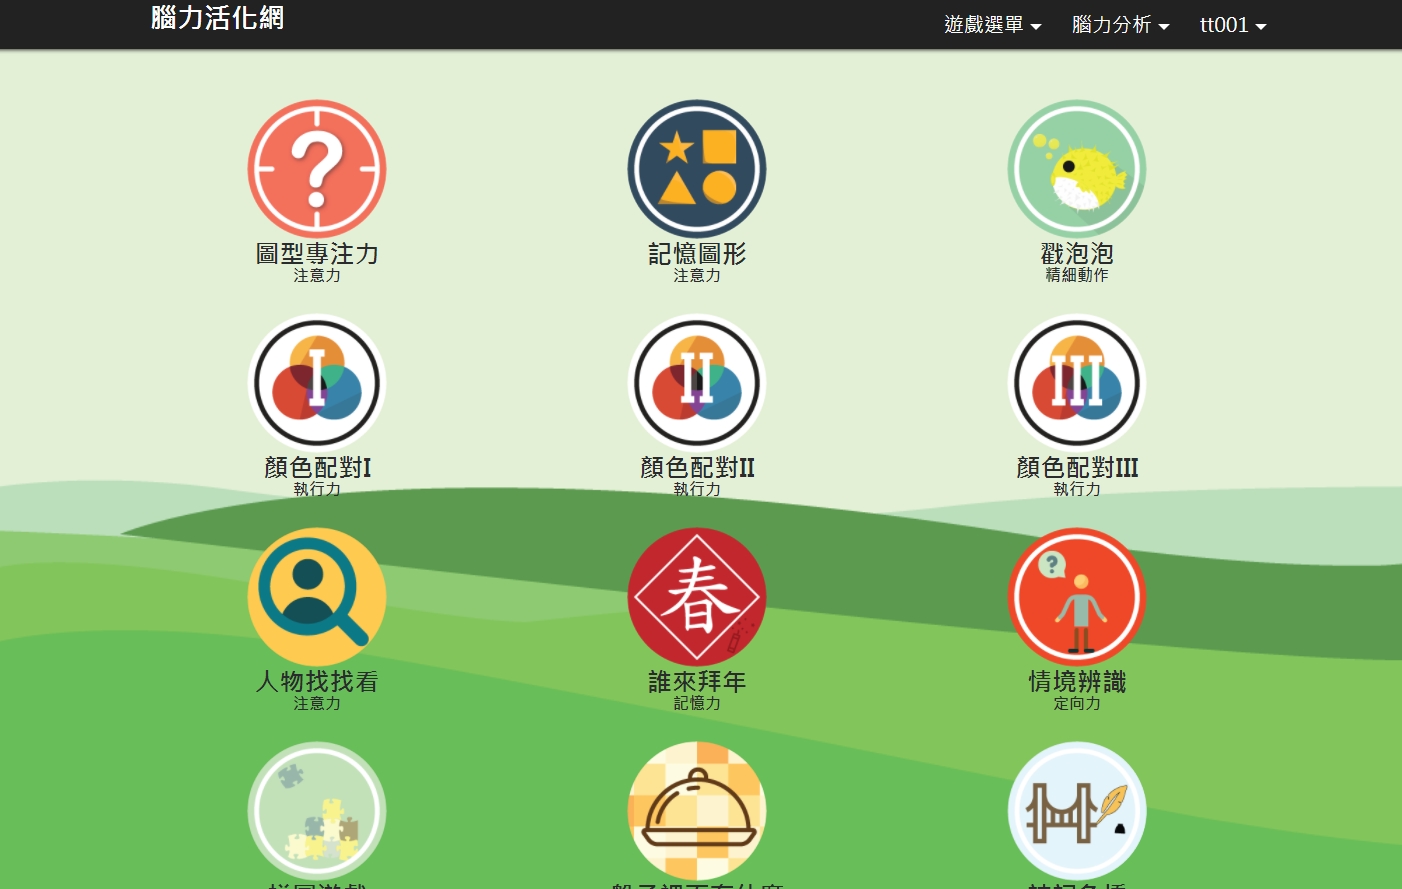 腦力活化網
遊戲選單 腦力分析 tt001
?
圖型專注力 記憶圖形 戳泡泡
注意力 注意力 精細動作
I II III
顏色配對I 顏色配對II 顏色配對III
執行力 執行力 執行力
春 ?
人物找找看 誰來拜年 情境辨識
注意力 記憶力 定向力